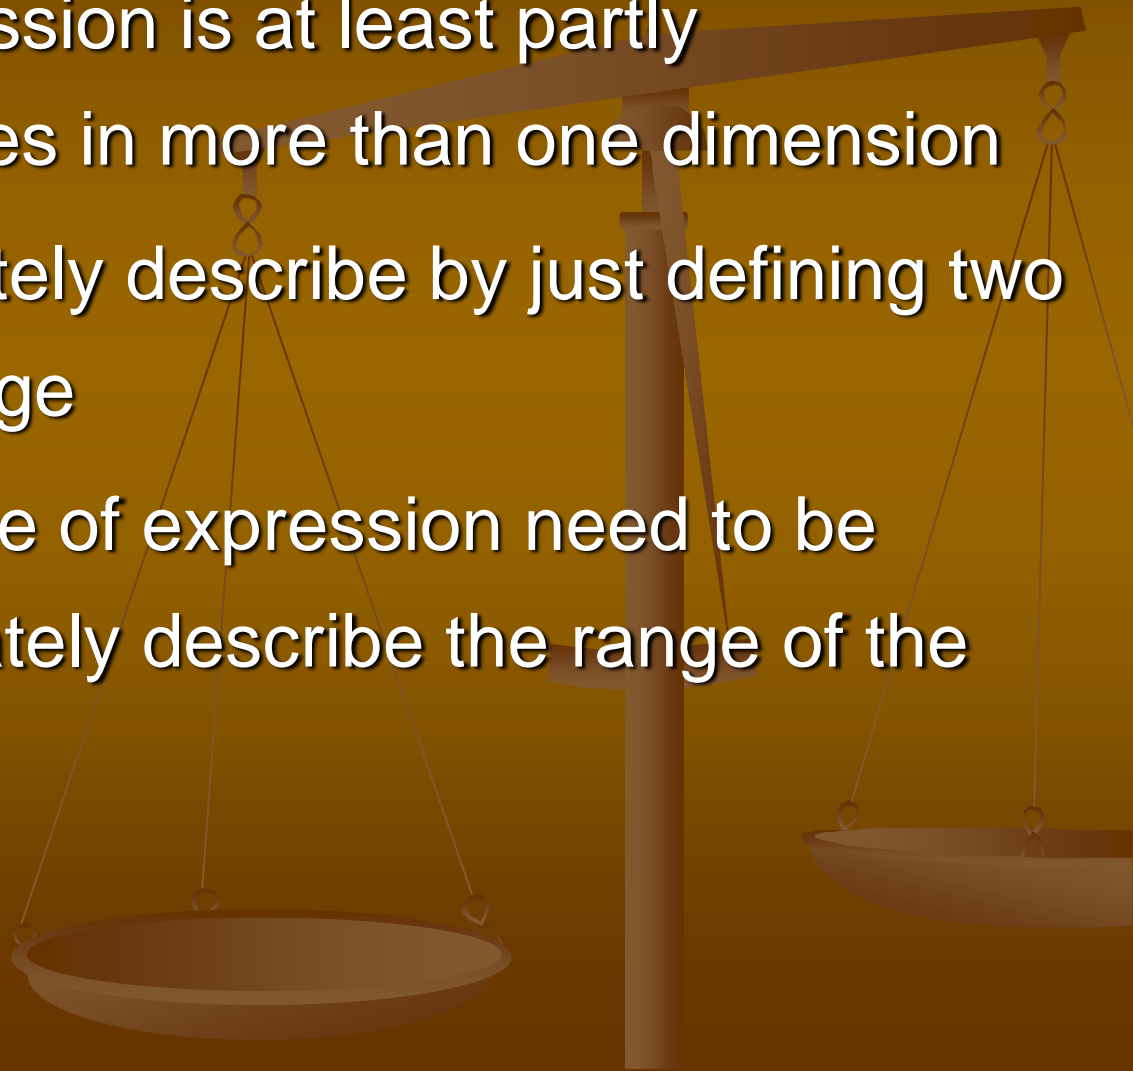 ssion is at least partly
es in more than one dimension
tely describe by just defining two
ge
e of expression need to be
tely describe the range of the